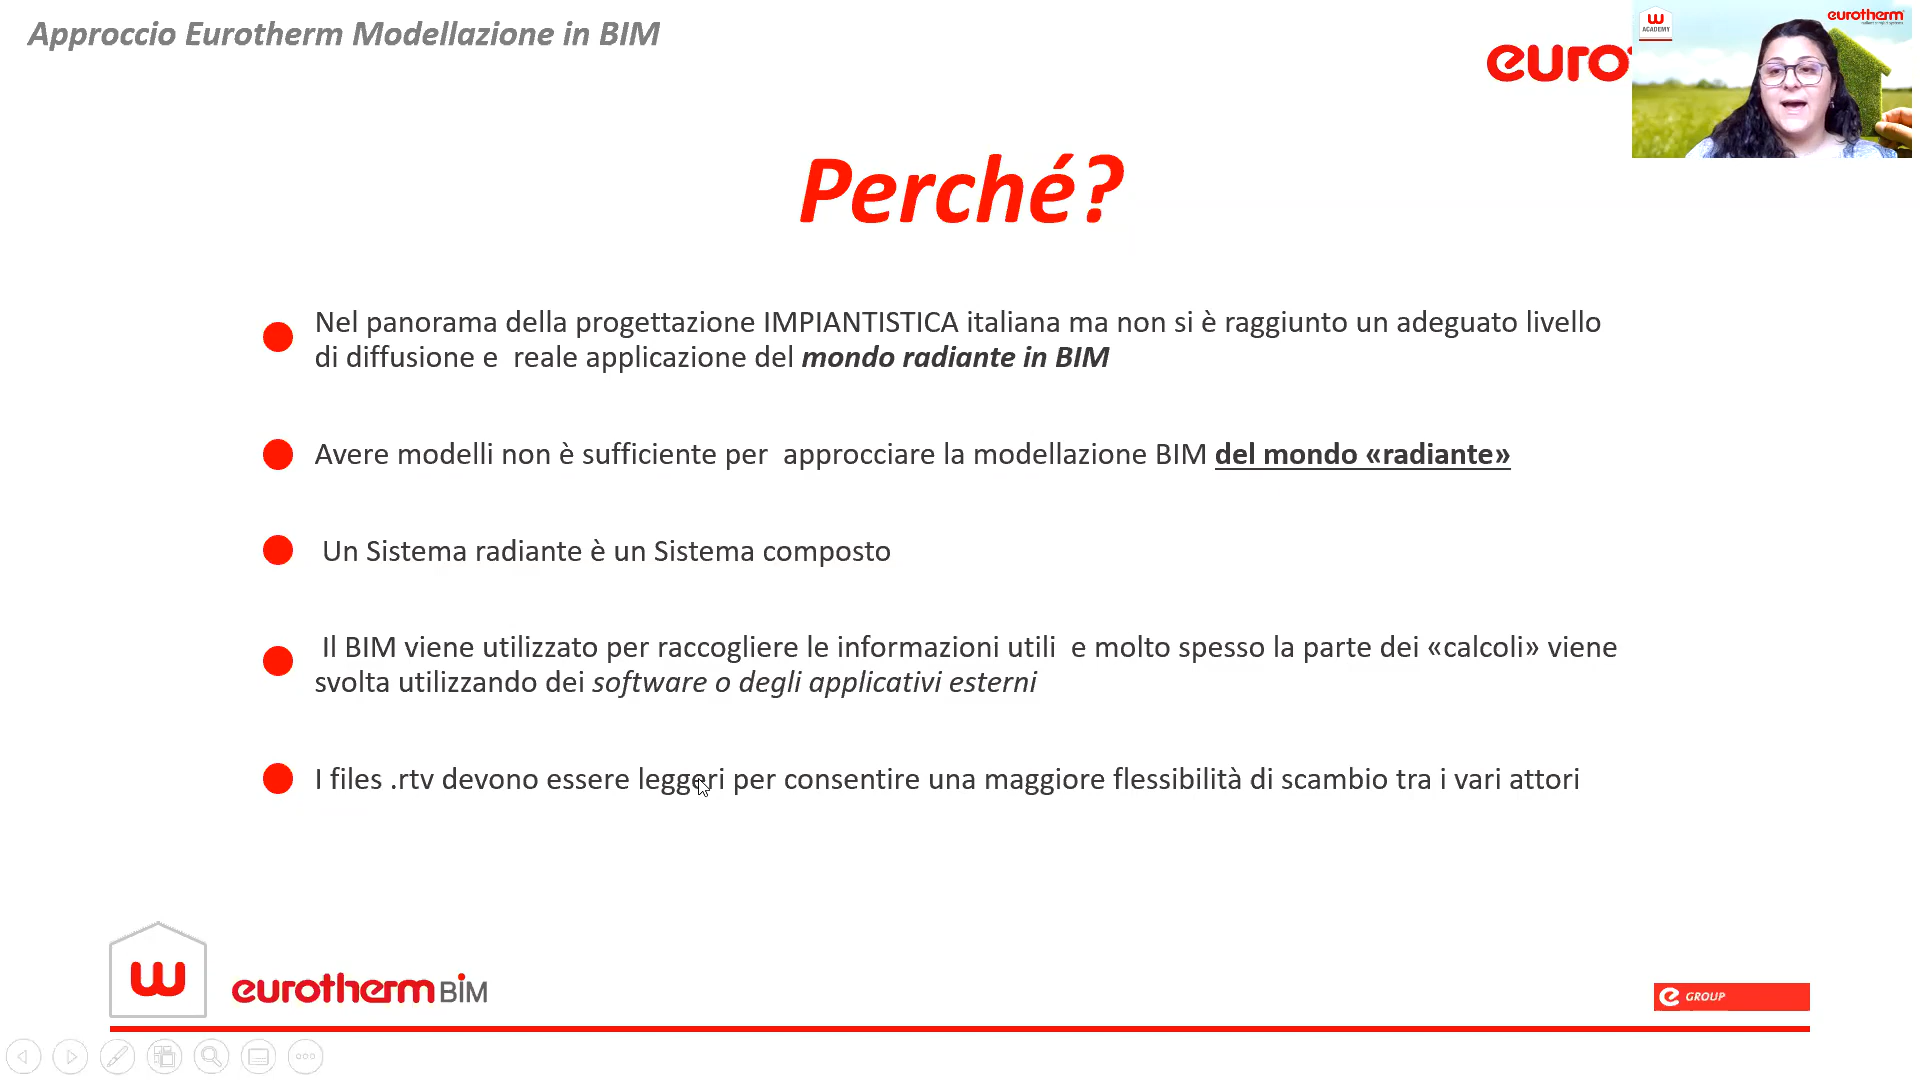 Approccio Eurotherm Modellazione in BIM
euro
W
ACADEMY
eurotherm
Perché?
Nel panorama della progettazione IMPIANTISTICA italiana ma non si è raggiunto un adeguato livello
di diffusione e reale applicazione del mondo radiante in BIM
Avere modelli non è sufficiente per approcciare la modellazione BIM del mondo «radiante»
Un Sistema radiante è un Sistema composto
Il BIM viene utilizzato per raccogliere le informazioni utili e molto spesso la parte dei «calcoli» viene
svolta utilizzando dei software o degli applicativi esterni
I files .rtv devono essere leggeri per consentire una maggiore flessibilità di scambio tra i vari attori
W
eurotherm BIM
e GROUP